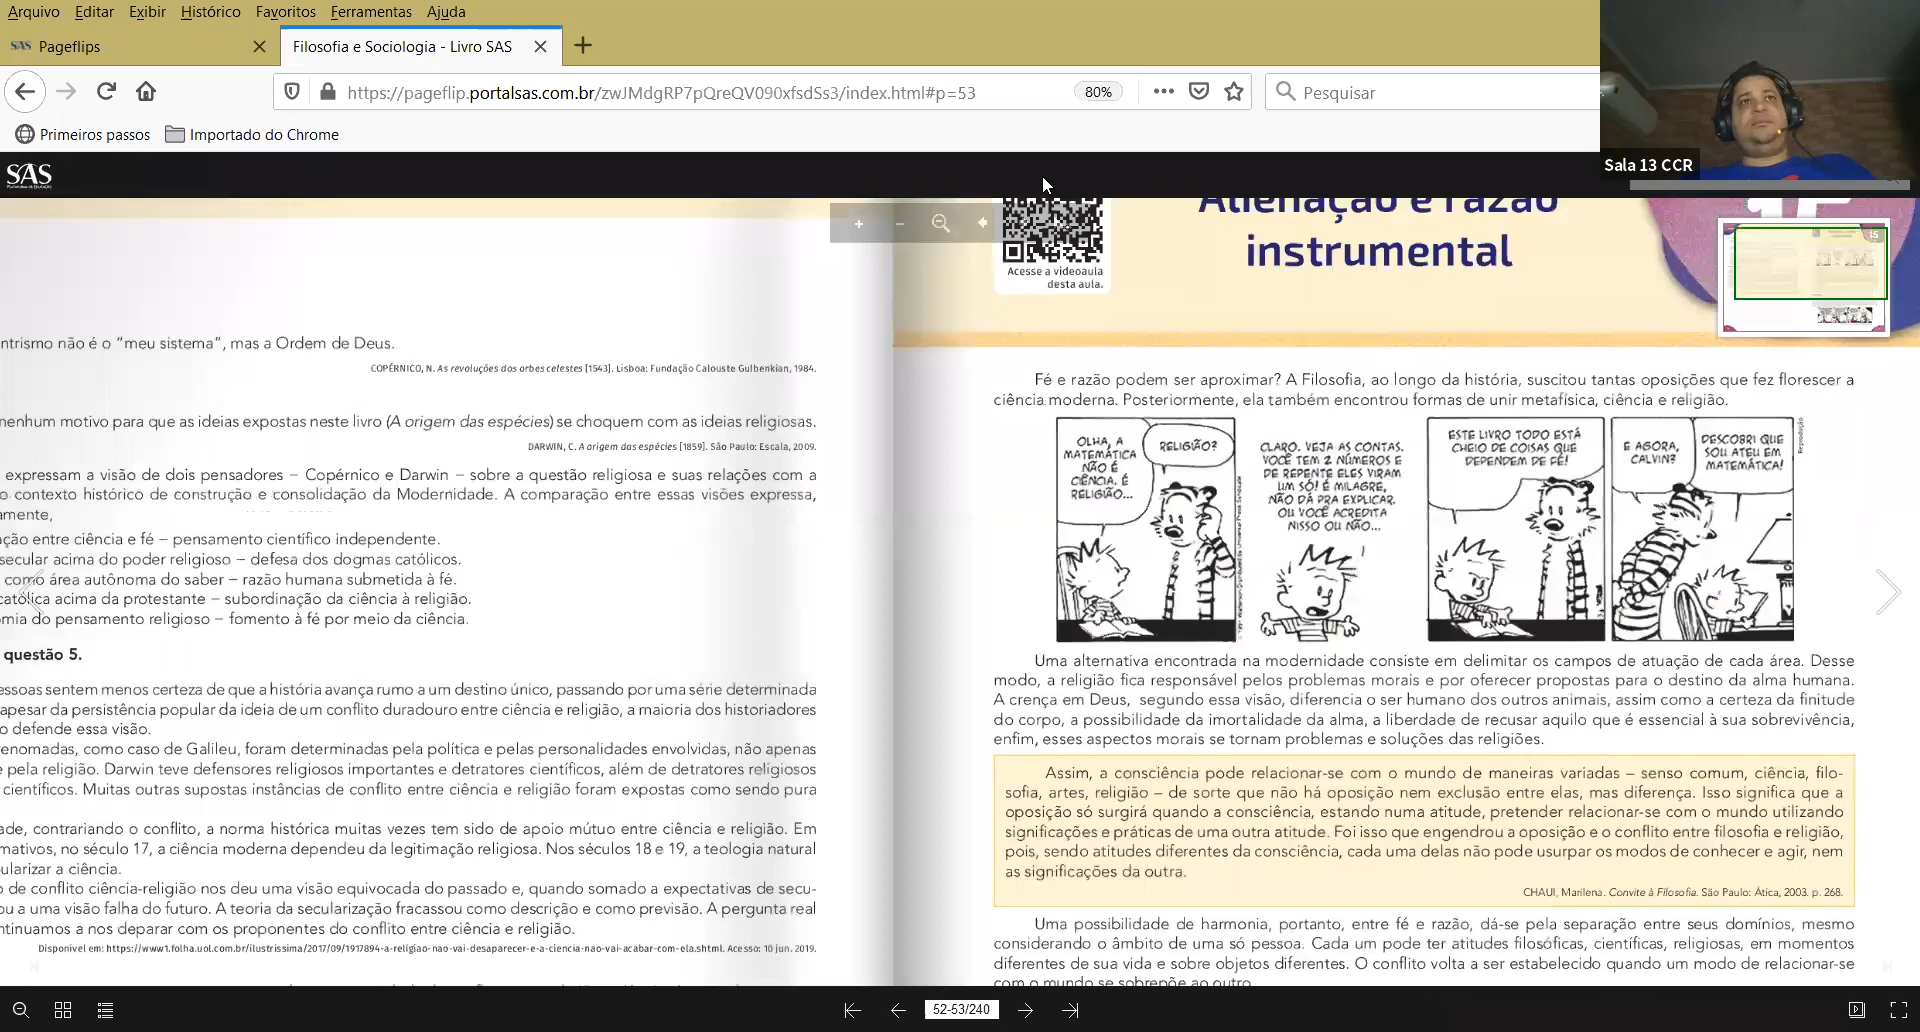 Arquivo Editar Exibir Histórico Favoritos Ferramentas Ajuda
SAS Pageflips
Filosofia e Sociologia - Livro SAS
https://pageflip.portalsas.com.br/zwJMdgRP7pQreQV090xfsdSs3/index.html#p=53
80%
Pesquisar
Primeiros passos Importado do Chrome
Sala 13 CCR
SAS
ntrismo não é o “meu sistema”, mas a Ordem de Deus.
COPÉRNICO, N. As revoluções dos orbes celestes [1543]. Lisboa: Fundação Calouste Gulbenkian, 1984.
nenhum motivo para que as ideias expostas neste livro (A origem das espécies) se choquem com as ideias religiosas.
DARWIN, C. A origem das espécies [1859]. São Paulo: Escala, 2009.
expressam a visão de dois pensadores – Copérnico e Darwin – sobre a questão religiosa e suas relações com a
o contexto histórico de construção e consolidação da Modernidade. A comparação entre essas visões expressa,
amente,
ação entre ciência e fé – pensamento científico independente.
secular acima do poder religioso – defesa dos dogmas católicos.
como área autônoma do saber – razão humana submetida à fé.
católica acima da protestante – subordinação da ciência à religião.
mia do pensamento religioso – fomento à fé por meio da ciência.
questão 5.
essoas sentem menos certeza de que a história avança rumo a um destino único, passando por uma série determinada
apesar da persistência popular da ideia de um conflito duradouro entre ciência e religião, a maioria dos historiadores
o defende essa visão.
enomadas, como caso de Galileu, foram determinadas pela política e pelas personalidades envolvidas, não apenas
e pela religião. Darwin teve defensores religiosos importantes e detratores científicos, além de detratores religiosos
científicos. Muitas outras supostas instâncias de conflito entre ciência e religião foram expostas como sendo pura
ade, contrariando o conflito, a norma histórica muitas vezes tem sido de apoio mútuo entre ciência e religião. Em
mativos, no século 17, a ciência moderna dependeu da legitimação religiosa. Nos séculos 18 e 19, a teologia natural
ularizar a ciência.
o de conflito ciência-religião nos deu uma visão equivocada do passado e, quando somado a expectativas de secu-
ou a uma visão falha do futuro. A teoria da secularização fracassou como descrição e como previsão. A pergunta real
ntinuamos a nos deparar com os proponentes do conflito entre ciência e religião.
Disponível em: https://www1.folha.uol.com.br/ilustrissima/2017/09/1917894-a-religiao-nao-vai-desaparecer-e-a-ciencia-nao-vai-acabar-com-ela.shtml. Acesso: 10 jun. 2019.
Acesse a videoaula
desta aula.
Alienação e razão
instrumental
15
Fé e razão podem ser aproximar? A Filosofia, ao longo da história, suscitou tantas oposições que fez florescer a
ciência moderna. Posteriormente, ela também encontrou formas de unir metafísica, ciência e religião.
OLHA, A
MATEMÁTICA
NÃO É
CIÊNCIA. É
RELIGIÃO...
RELIGIÃO?
CLARO. VEJA AS CONTAS.
VOCÊ TEM 2 NÚMEROS E
DE REPENTE ELES VIRAM
UM SÓ! É MILAGRE,
NÃO DÁ PRA EXPLICAR.
OU VOCÊ ACREDITA
NISSO OU NÃO...
ESTE LIVRO TODO ESTÁ
CHEIO DE COISAS QUE
DEPENDEM DE FÉ!
E AGORA,
CALVIN?
DESCOBRI QUE
SOU ATEU EM
MATEMÁTICA!
Reprodução
Uma alternativa encontrada na modernidade consiste em delimitar os campos de atuação de cada área. Desse
modo, a religião fica responsável pelos problemas morais e por oferecer propostas para o destino da alma humana.
A crença em Deus, segundo essa visão, diferencia o ser humano dos outros animais, assim como a certeza da finitude
do corpo, a possibilidade da imortalidade da alma, a liberdade de recusar aquilo que é essencial à sua sobrevivência,
enfim, esses aspectos morais se tornam problemas e soluções das religiões.
Assim, a consciência pode relacionar-se com o mundo de maneiras variadas – senso comum, ciência, filo-
sofia, artes, religião – de sorte que não há oposição nem exclusão entre elas, mas diferença. Isso significa que a
oposição só surgirá quando a consciência, estando numa atitude, pretender relacionar-se com o mundo utilizando
significações e práticas de uma outra atitude. Foi isso que engendrou a oposição e o conflito entre filosofia e religião,
pois, sendo atitudes diferentes da consciência, cada uma delas não pode usurpar os modos de conhecer e agir, nem
as significações da outra.
CHAUI, Marilena. Convite à Filosofia. São Paulo: Ática, 2003. p. 268.
Uma possibilidade de harmonia, portanto, entre fé e razão, dá-se pela separação entre seus domínios, mesmo
considerando o âmbito de uma só pessoa. Cada um pode ter atitudes filosóficas, científicas, religiosas, em momentos
diferentes de sua vida e sobre objetos diferentes. O conflito volta a ser estabelecido quando um modo de relacionar-se
com o mundo se sobrepõe ao outro.
52-53/240